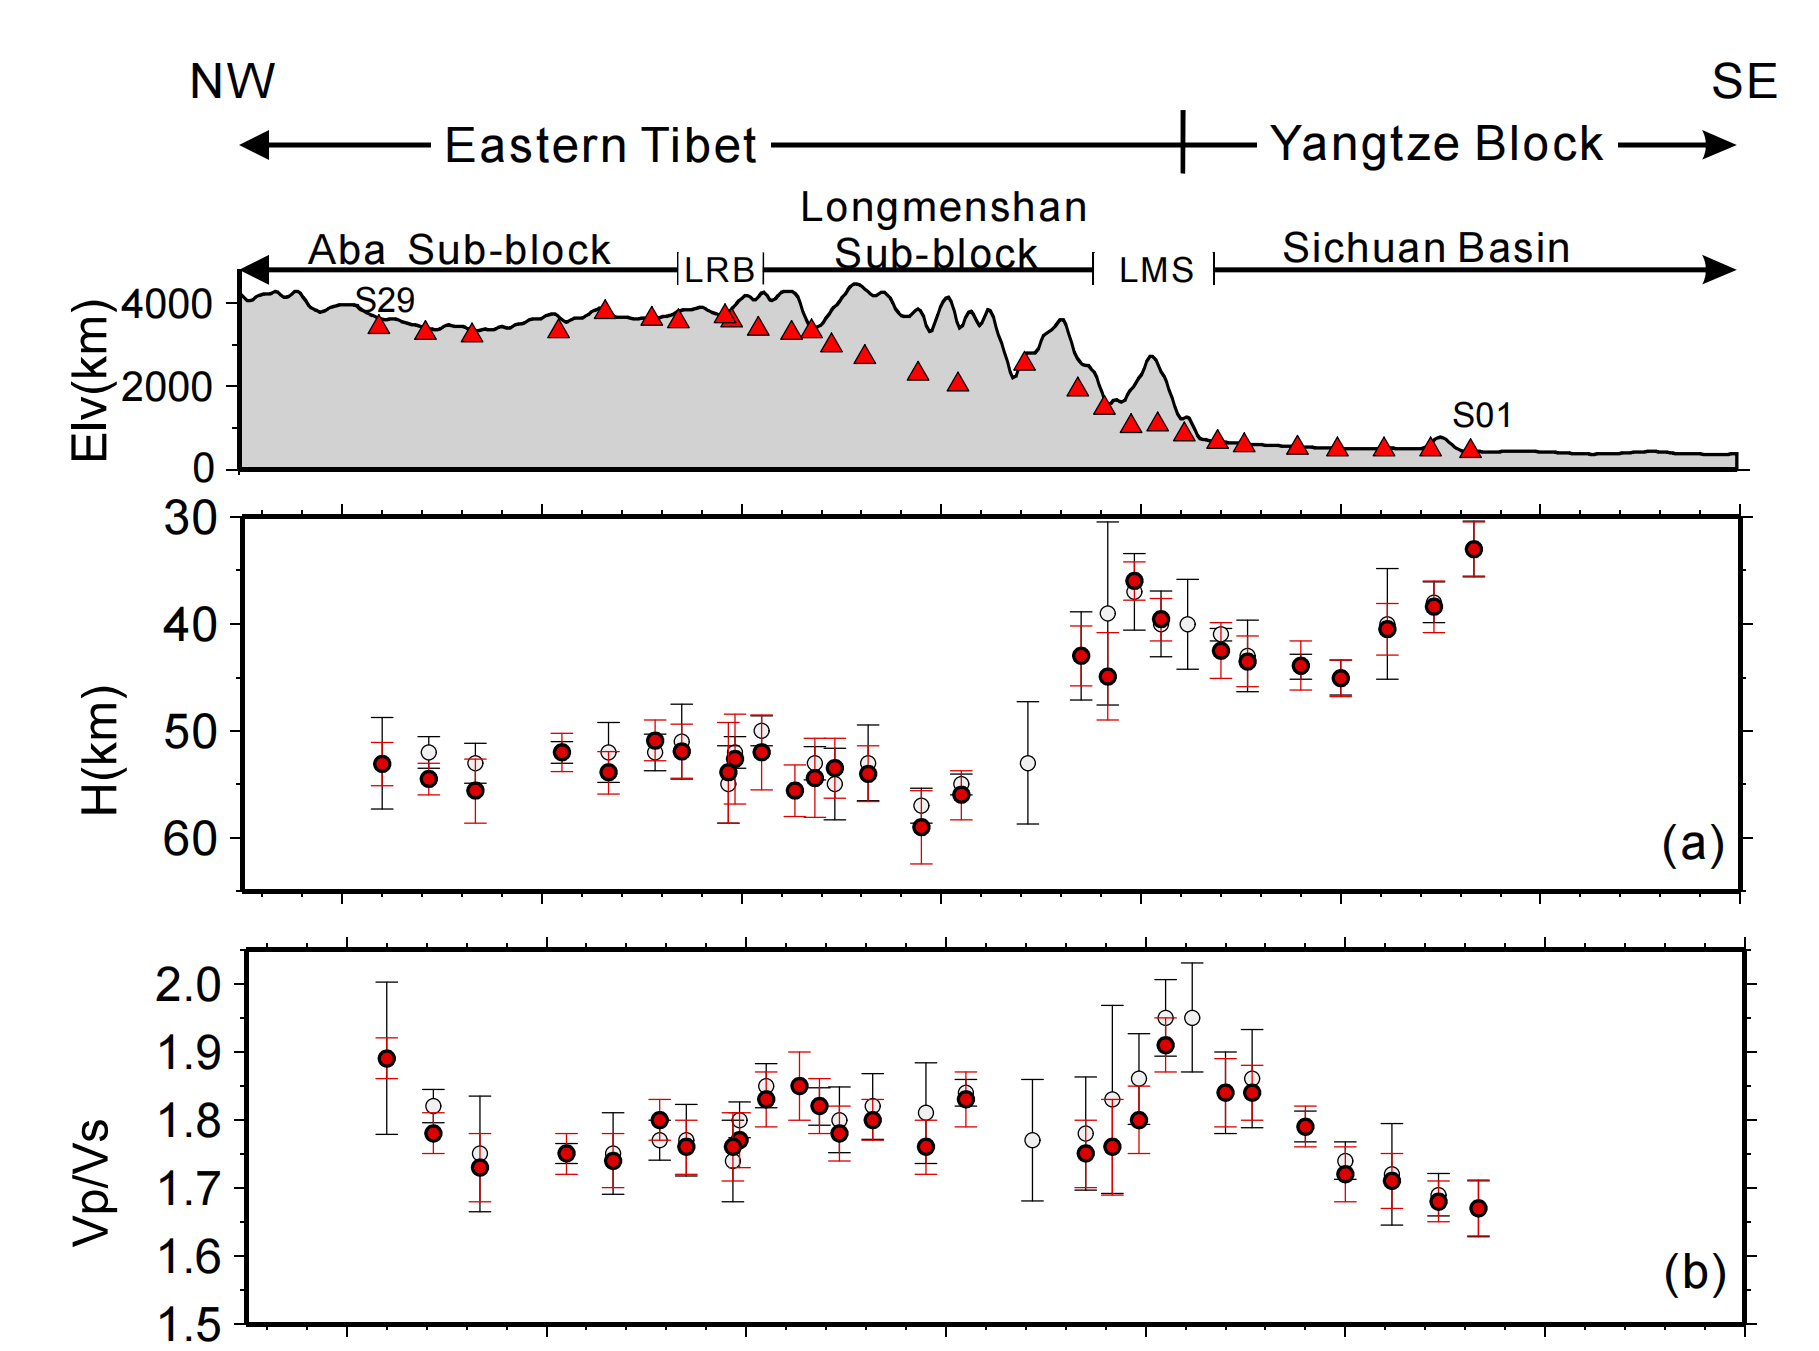 NW
SE
Eastern Tibet
Yangtze Block
Longmenshan
Aba Sub-block
LRB
Sub-block
LMS
Sichuan Basin
S29
S01
Elv(km)
4000
2000
0
30
40
50
60
H(km)
(a)
2.0
1.9
1.8
1.7
1.6
1.5
Vp/Vs
(b)